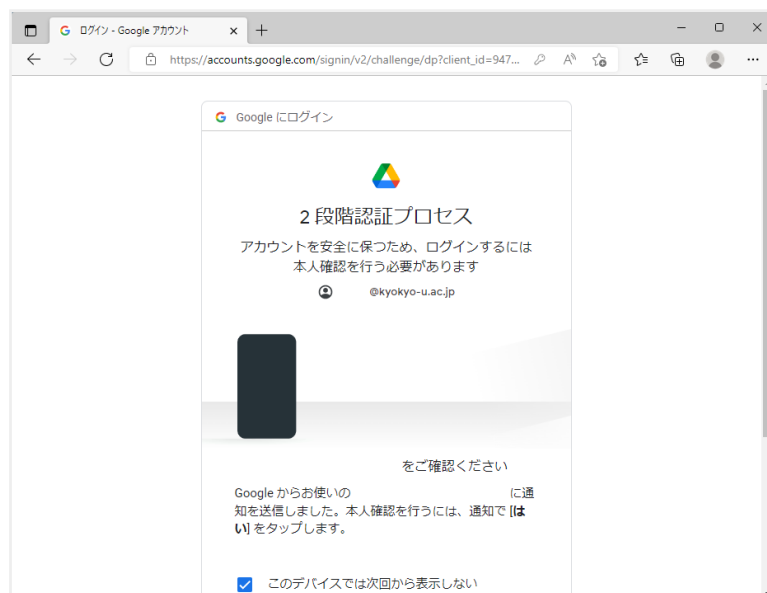 ログイン - Google アカウント
https://accounts.google.com/signin/v2/challenge/dp?client_id=947...
Google にログイン
2 段階認証プロセス
アカウントを安全に保つため、ログインするには
本人確認を行う必要があります
@kyokyo-u.ac.jp
をご確認ください
Google からお使いの に通
知を送信しました。本人確認を行うには、通知で [は
い] をタップします。
このデバイスでは次回から表示しない